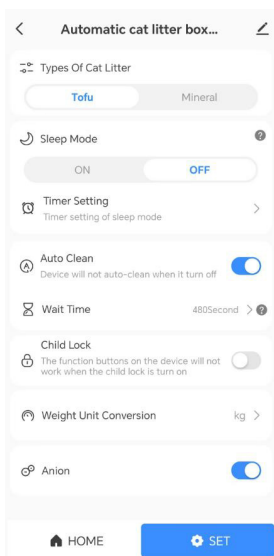 Automatic cat litter box...
Types Of Cat Litter
Tofu Mineral
Sleep Mode ?
ON OFF
Timer Setting
Timer setting of sleep mode
Auto Clean
Device will not auto-clean when it turn off
Wait Time 480Second ?
Child Lock
The function buttons on the device will not
work when the child lock is turn on
Weight Unit Conversion kg
Anion
HOME SET